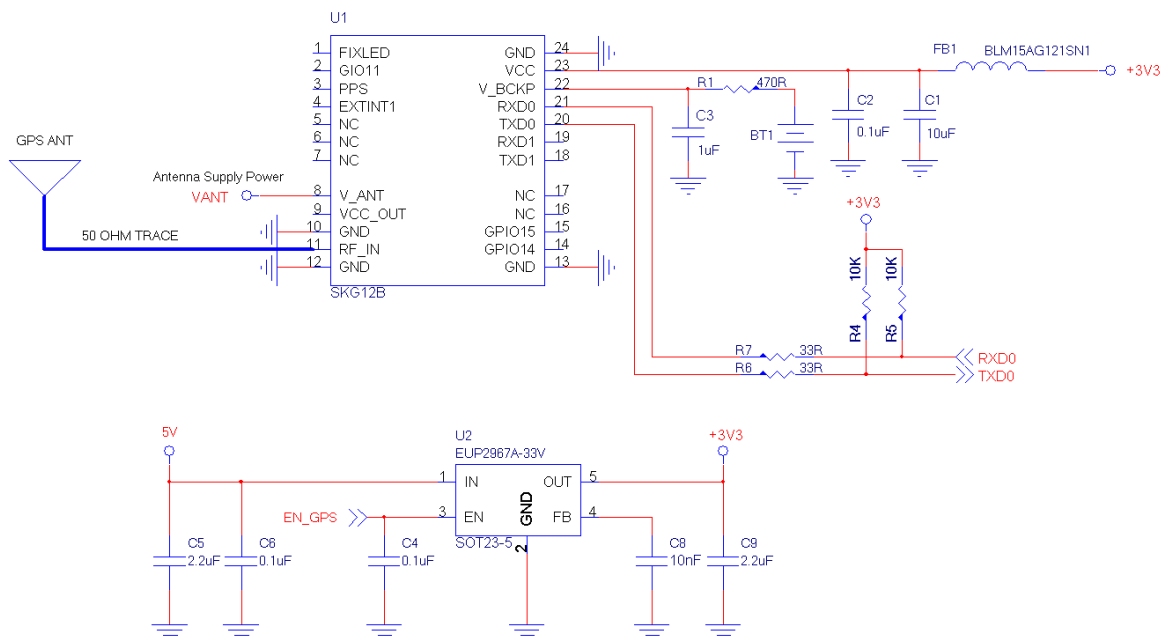 U1
1 FIXLED GND 24
2 GIO11 VCC 23
3 PPS V_BCKP 22
4 EXTINT1 RXD0 21
5 NC TXD0 20
6 NC RXD1 19
7 NC TXD1 18
8 V_ANT NC 17
9 VCC_OUT NC 16
10 GND GPIO15 15
11 RF_IN GPIO14 14
12 GND GND 13
SKG12B
GPS ANT
Antenna Supply Power
VANT
50 OHM TRACE
FB1 BLM15AG121SN1
+3V3
R1 470R
C3
1uF
BT1
C2
0.1uF
C1
10uF
+3V3
10K 10K
R4 R5
R7 33R
R6 33R
RXD0
TXD0
5V
U2
EUP2967A-33V
+3V3
1 IN OUT 5
EN_GPS
3 EN FB 4
GND
SOT23-5
2
C5
2.2uF
C6
0.1uF
C4
0.1uF
C8
10nF
C9
2.2uF